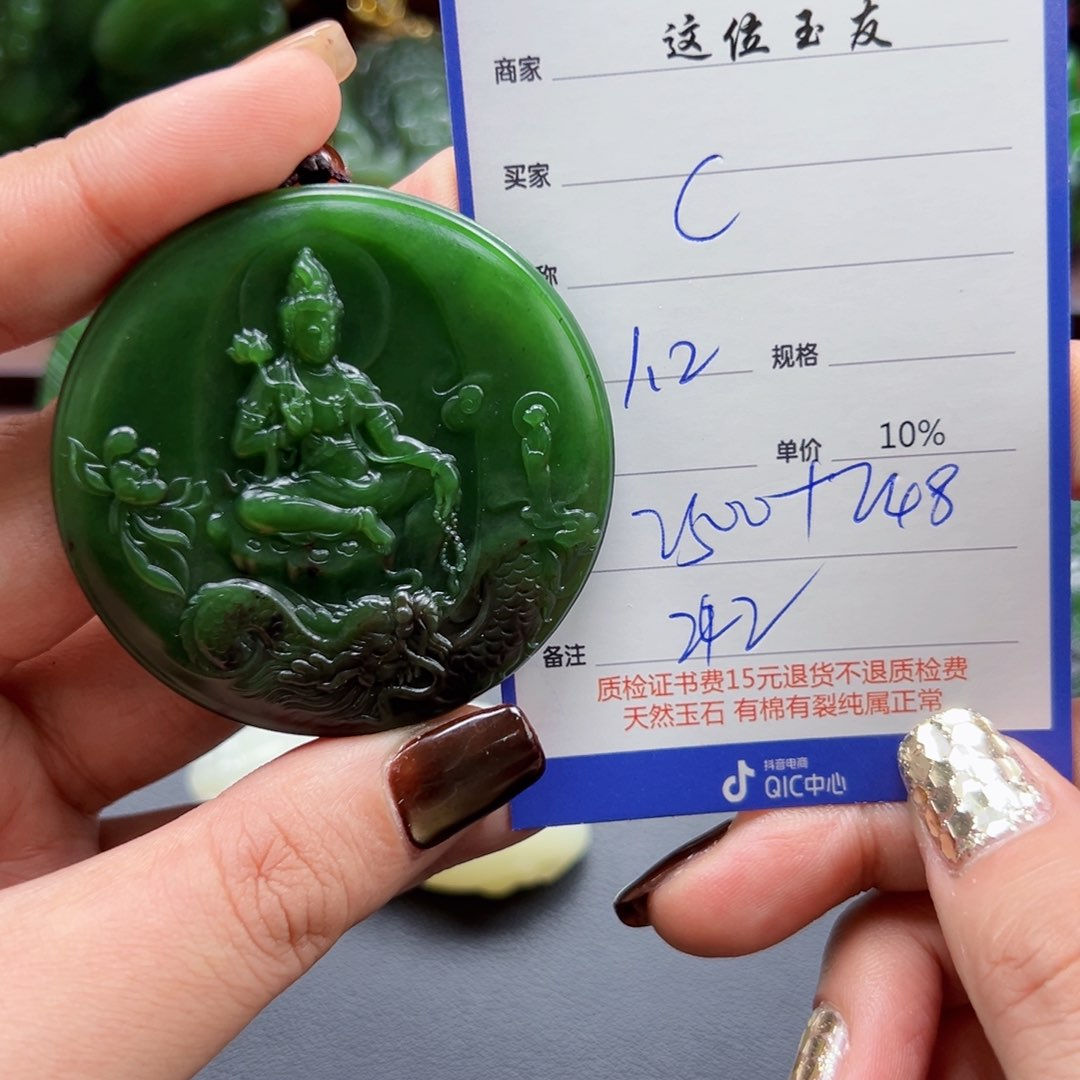 商家 这位玉友
买家 C
称
1.2 规格
单价 10%
2500+248
备注 242
质检证书费15元退货不退质检费
天然玉石 有棉有裂纯属正常
抖音电商
QIC中心